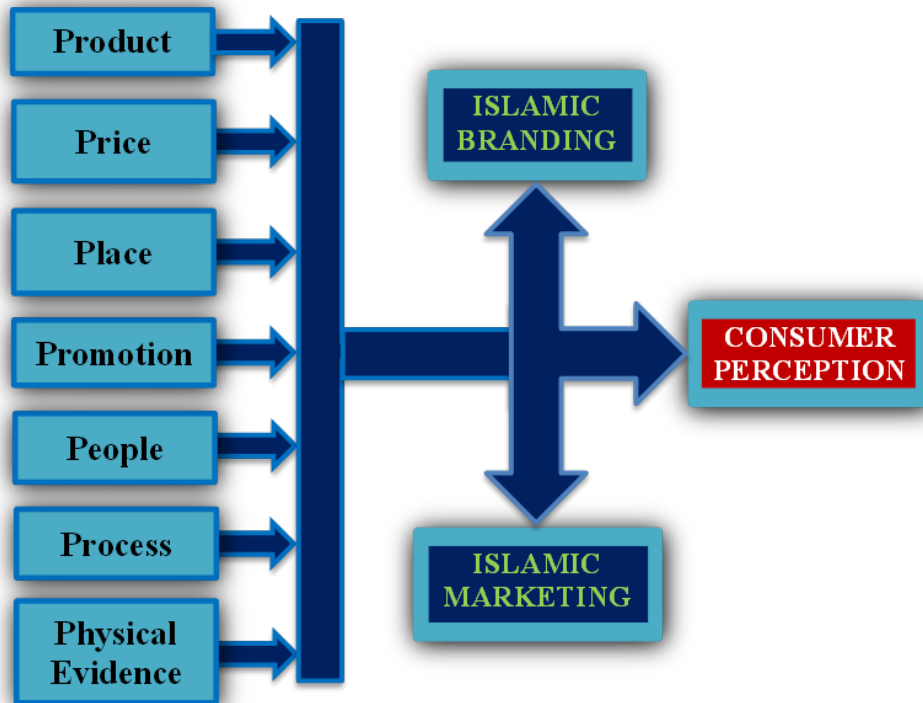 Product
Price
Place
Promotion
People
Process
Physical
Evidence
ISLAMIC
BRANDING
ISLAMIC
MARKETING
CONSUMER
PERCEPTION